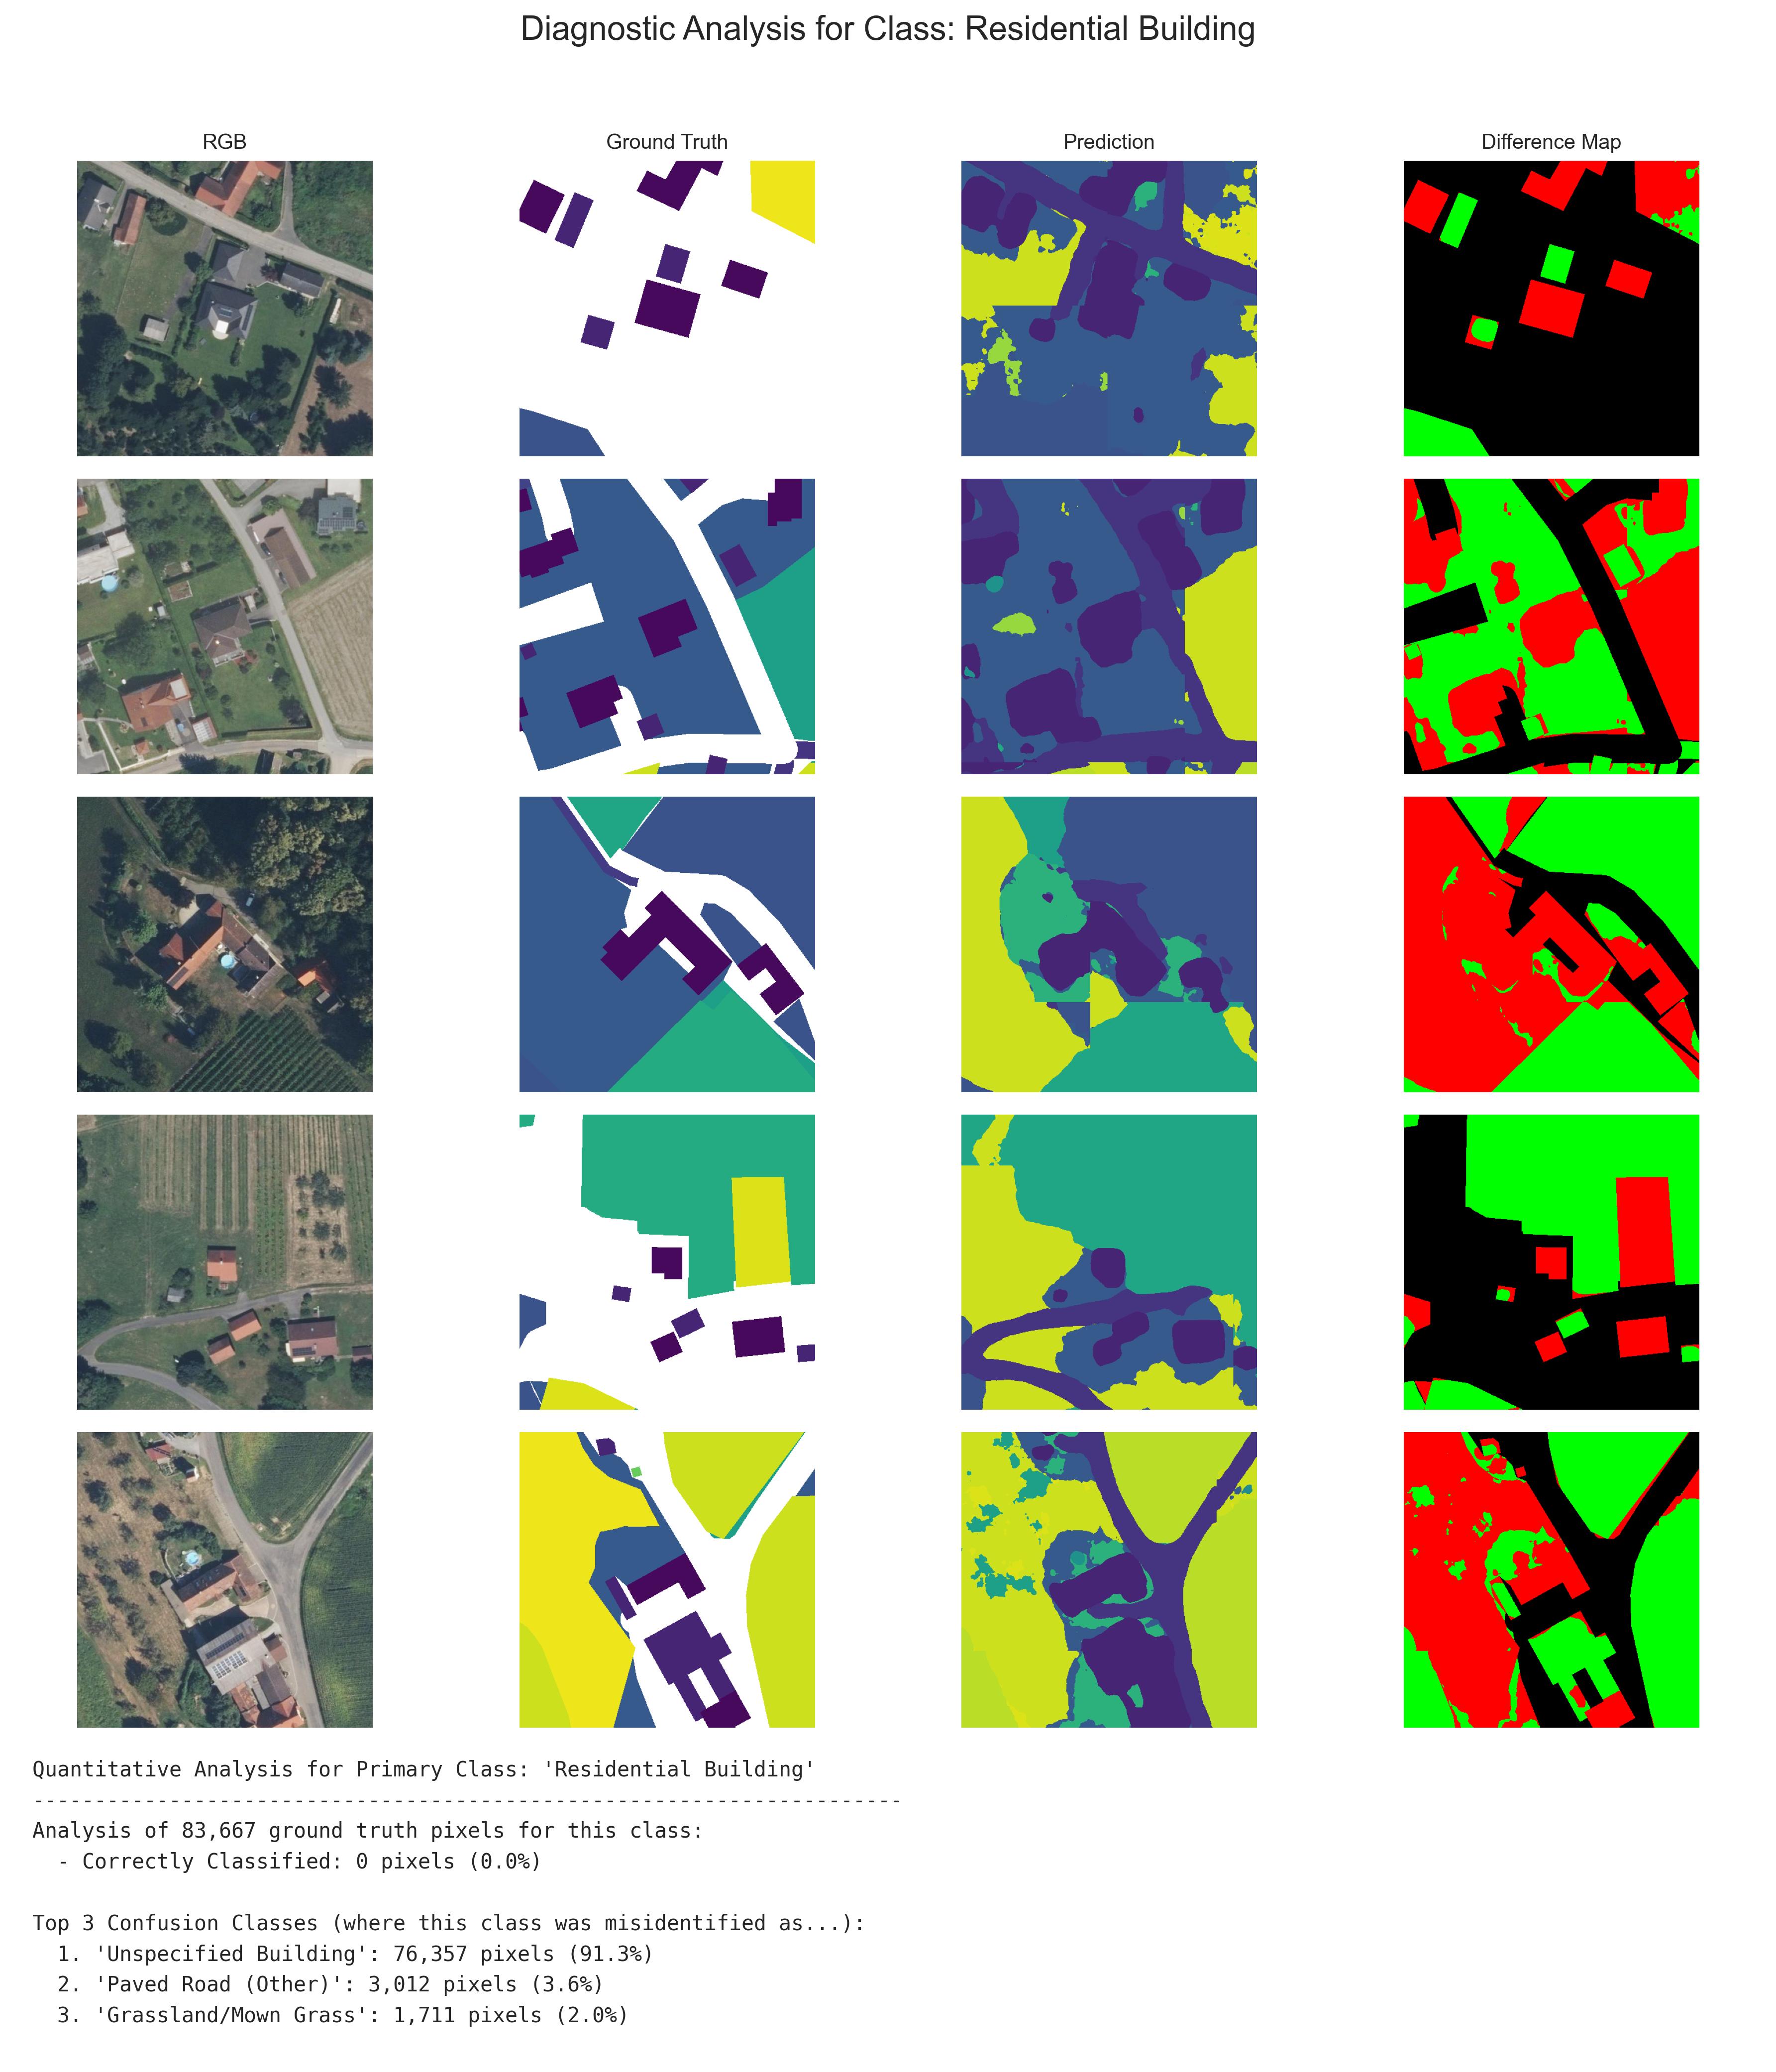 Diagnostic Analysis for Class: Residential Building
RGB
Ground Truth
Prediction
Difference Map
Quantitative Analysis for Primary Class: 'Residential Building'
----------------------------------------------------------------------
Analysis of 83,667 ground truth pixels for this class:
- Correctly Classified: 0 pixels (0.0%)
Top 3 Confusion Classes (where this class was misidentified as...):
1. 'Unspecified Building': 76,357 pixels (91.3%)
2. 'Paved Road (Other)': 3,012 pixels (3.6%)
3. 'Grassland/Mown Grass': 1,711 pixels (2.0%)